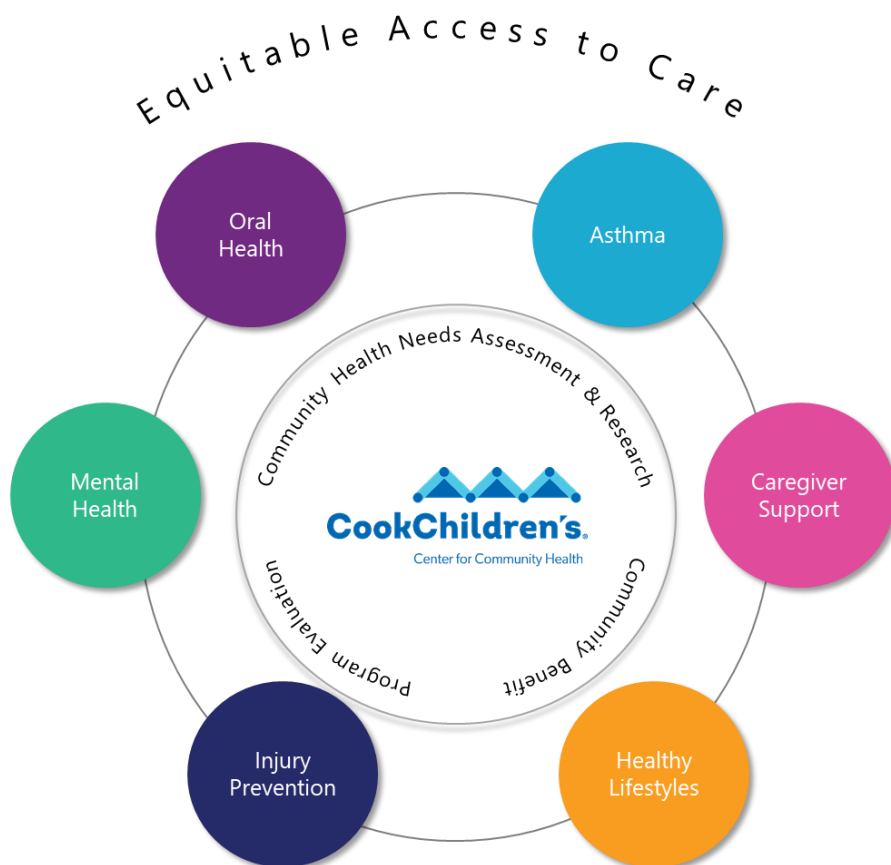 Equitable Access to Care
Oral
Health
Asthma
Community Health Needs Assessment & Research
Mental
Health
CookChildren's®
Center for Community Health
Caregiver
Support
Program Evaluation
Community Benefit
Injury
Prevention
Healthy
Lifestyles